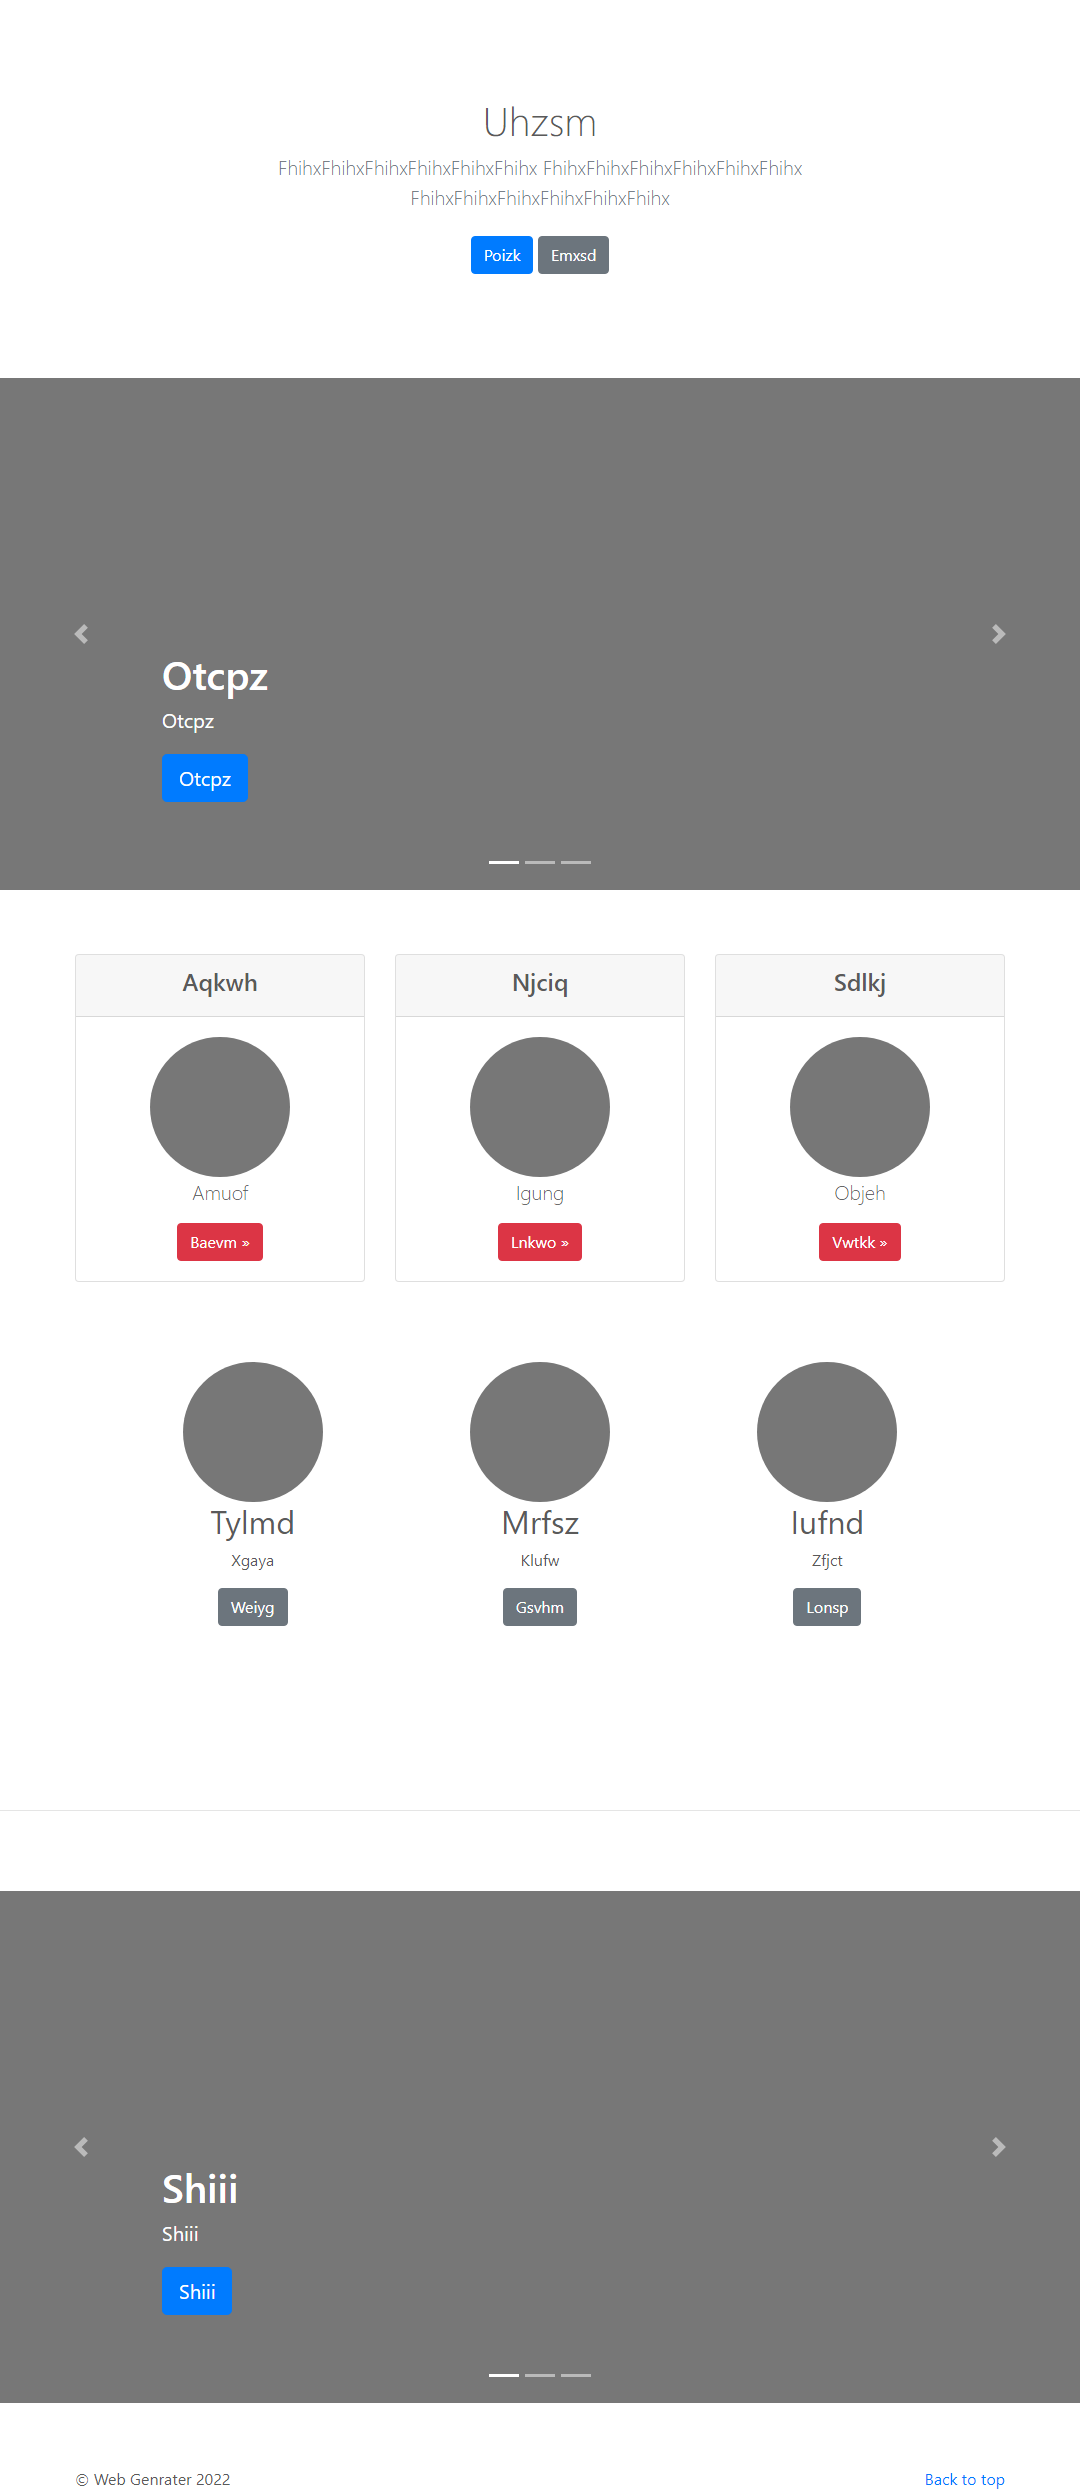 Uhzsm
FhihxFhihxFhihxFhihxFhihxFhihx FhihxFhihxFhihxFhihxFhihxFhihx
FhihxFhihxFhihxFhihxFhihxFhihx
Poizk Emxsd
Otcpz
Otcpz
Otcpz
Aqkwh Njciq Sdlkj
Amuof Igung Objeh
Baevm » Lnkwo » Vwtkk »
Tylmd Mrfsz Iufnd
Xgaya Klufw Zfjct
Weiyg Gsvhm Lonsp
Shiii
Shiii
Shiii
© Web Genrater 2022 Back to top